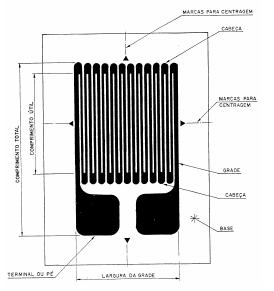 MARCAS PARA CENTRAGEM
CABEÇA
MARCAS PARA
CENTRAGEM
COMPRIMENTO TOTAL
COMPRIMENTO ÚTIL
GRADE
CABEÇA
BASE
TERMINAL OU PÉ
LARGURA DA GRADE